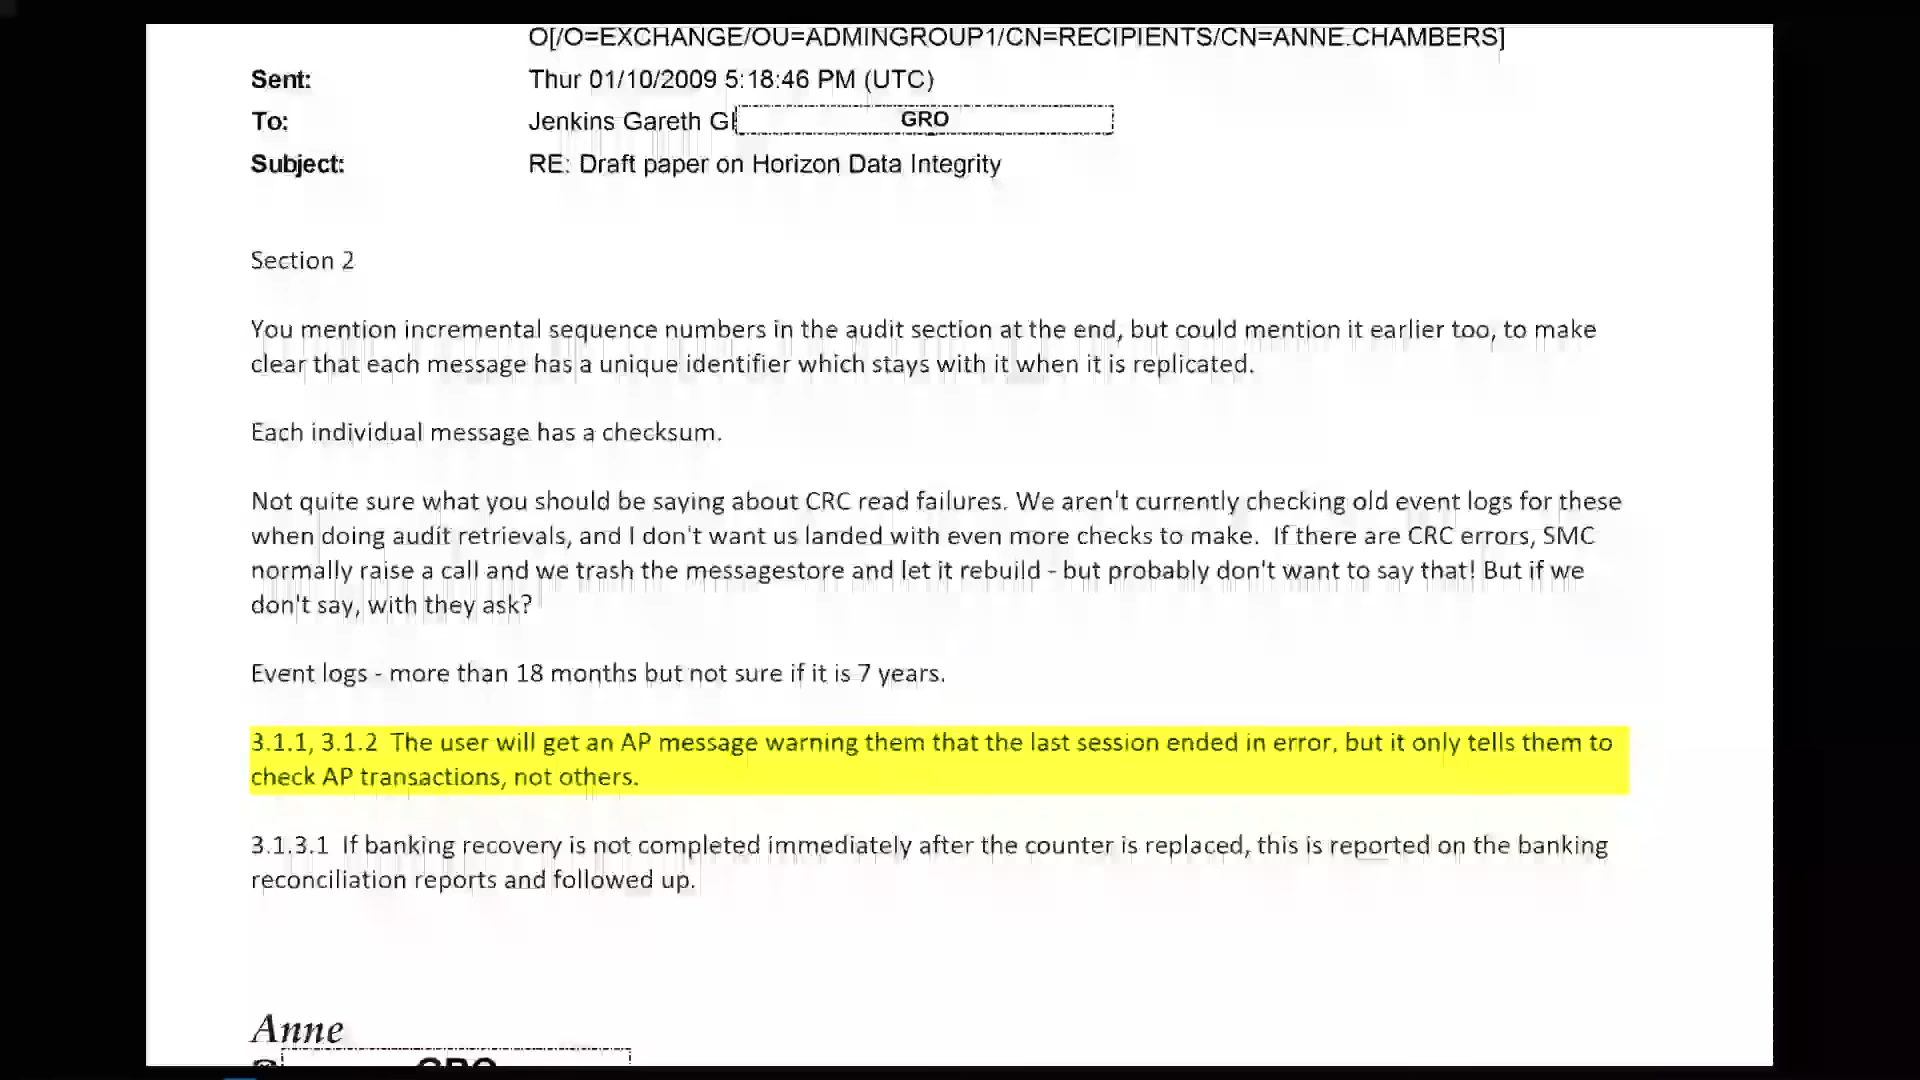 O[/O=EXCHANGE/OU=ADMINGROUP1/CN=RECIPIENTS/CN=ANNE.CHAMBERS]
Sent: Thur 01/10/2009 5:18:46 PM (UTC)
To: Jenkins Gareth GI GRO
Subject: RE: Draft paper on Horizon Data Integrity
Section 2
You mention incremental sequence numbers in the audit section at the end, but could mention it earlier too, to make
clear that each message has a unique identifier which stays with it when it is replicated.
Each individual message has a checksum.
Not quite sure what you should be saying about CRC read failures. We aren't currently checking old event logs for these
when doing audit retrievals, and I don't want us landed with even more checks to make.  If there are CRC errors, SMC
normally raise a call and we trash the messagestore and let it rebuild - but probably don't want to say that! But if we
don't say, with they ask?
Event logs - more than 18 months but not sure if it is 7 years.
3.1.1, 3.1.2  The user will get an AP message warning them that the last session ended in error, but it only tells them to
check AP transactions, not others.
3.1.3.1  If banking recovery is not completed immediately after the counter is replaced, this is reported on the banking
reconciliation reports and followed up.
Anne
GRO